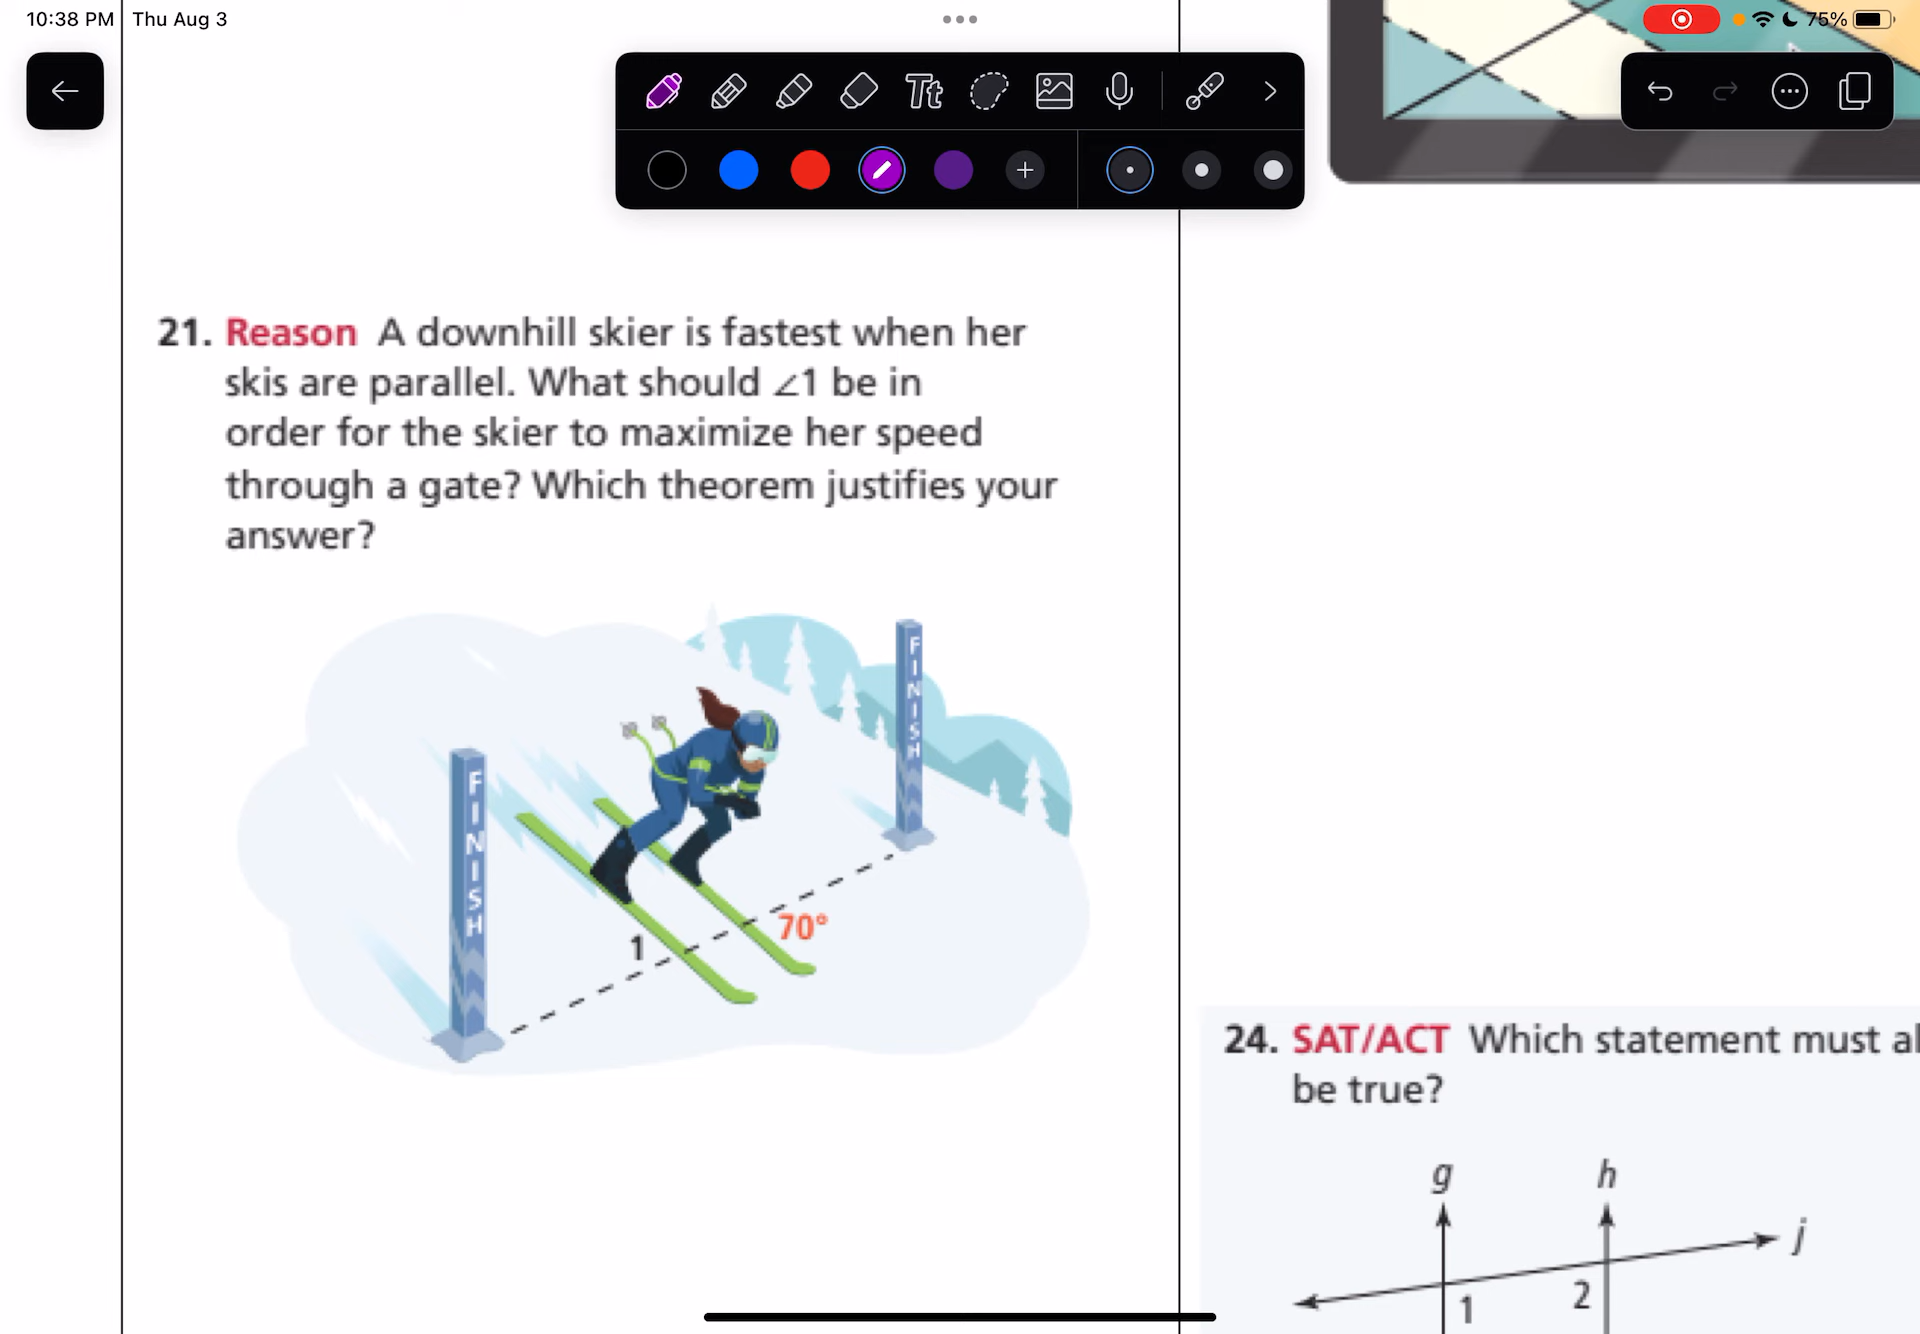 10:38 PM Thu Aug 3
75%
Tt
21. Reason A downhill skier is fastest when her
skis are parallel. What should ∠1 be in
order for the skier to maximize her speed
through a gate? Which theorem justifies your
answer?
FINISH
FINISH
1
70°
24. SAT/ACT Which statement must al
be true?
g
h
j
1
2